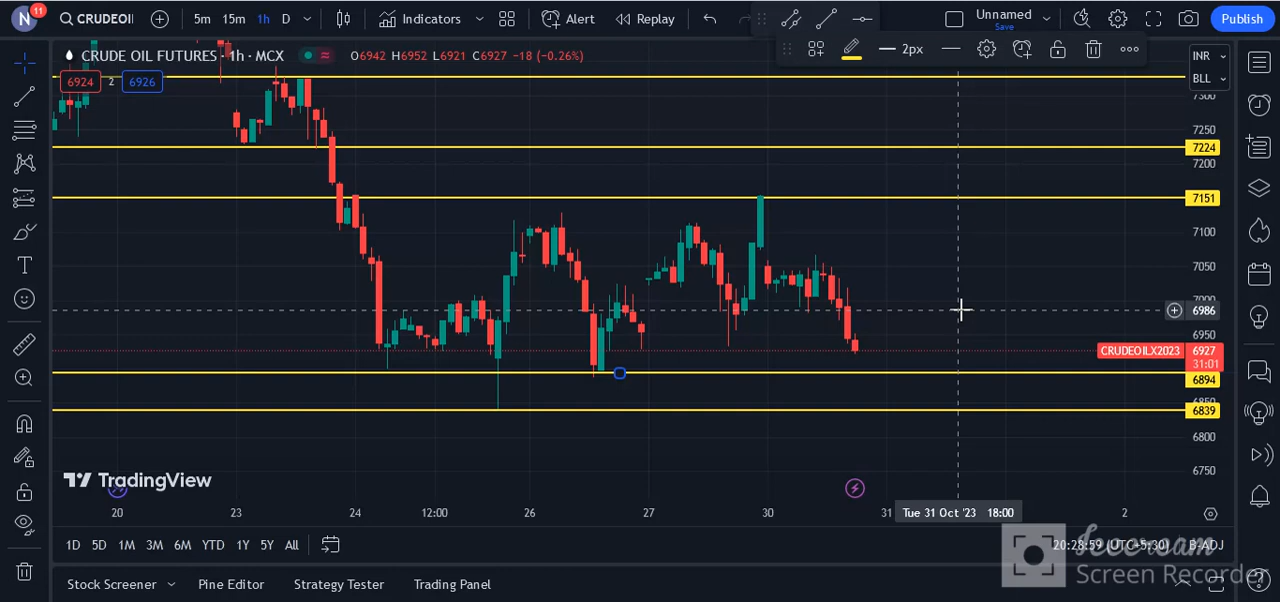 N
11
CRUDEOI
5m 15m 1h D
Indicators
Alert
Replay
Unnamed
Save
Publish
2px
CRUDE OIL FUTURES · 1h · MCX
O6942 H6952 L6921 C6927 −18 (−0.26%)
6924 2 6926
INR
BLL
7300
7250
7224
7200
7151
7100
7050
7000
6986
6950
CRUDEOILX2023 6927
31:01
6894
6850
6839
6800
6750
TradingView
20 23 24 12:00 26 27 30 31 Tue 31 Oct '23 18:00 2
1D 5D 1M 3M 6M YTD 1Y 5Y All
20:28:59 (UTC+5:30) B-ADJ
Screen Recorder
Stock Screener Pine Editor Strategy Tester Trading Panel